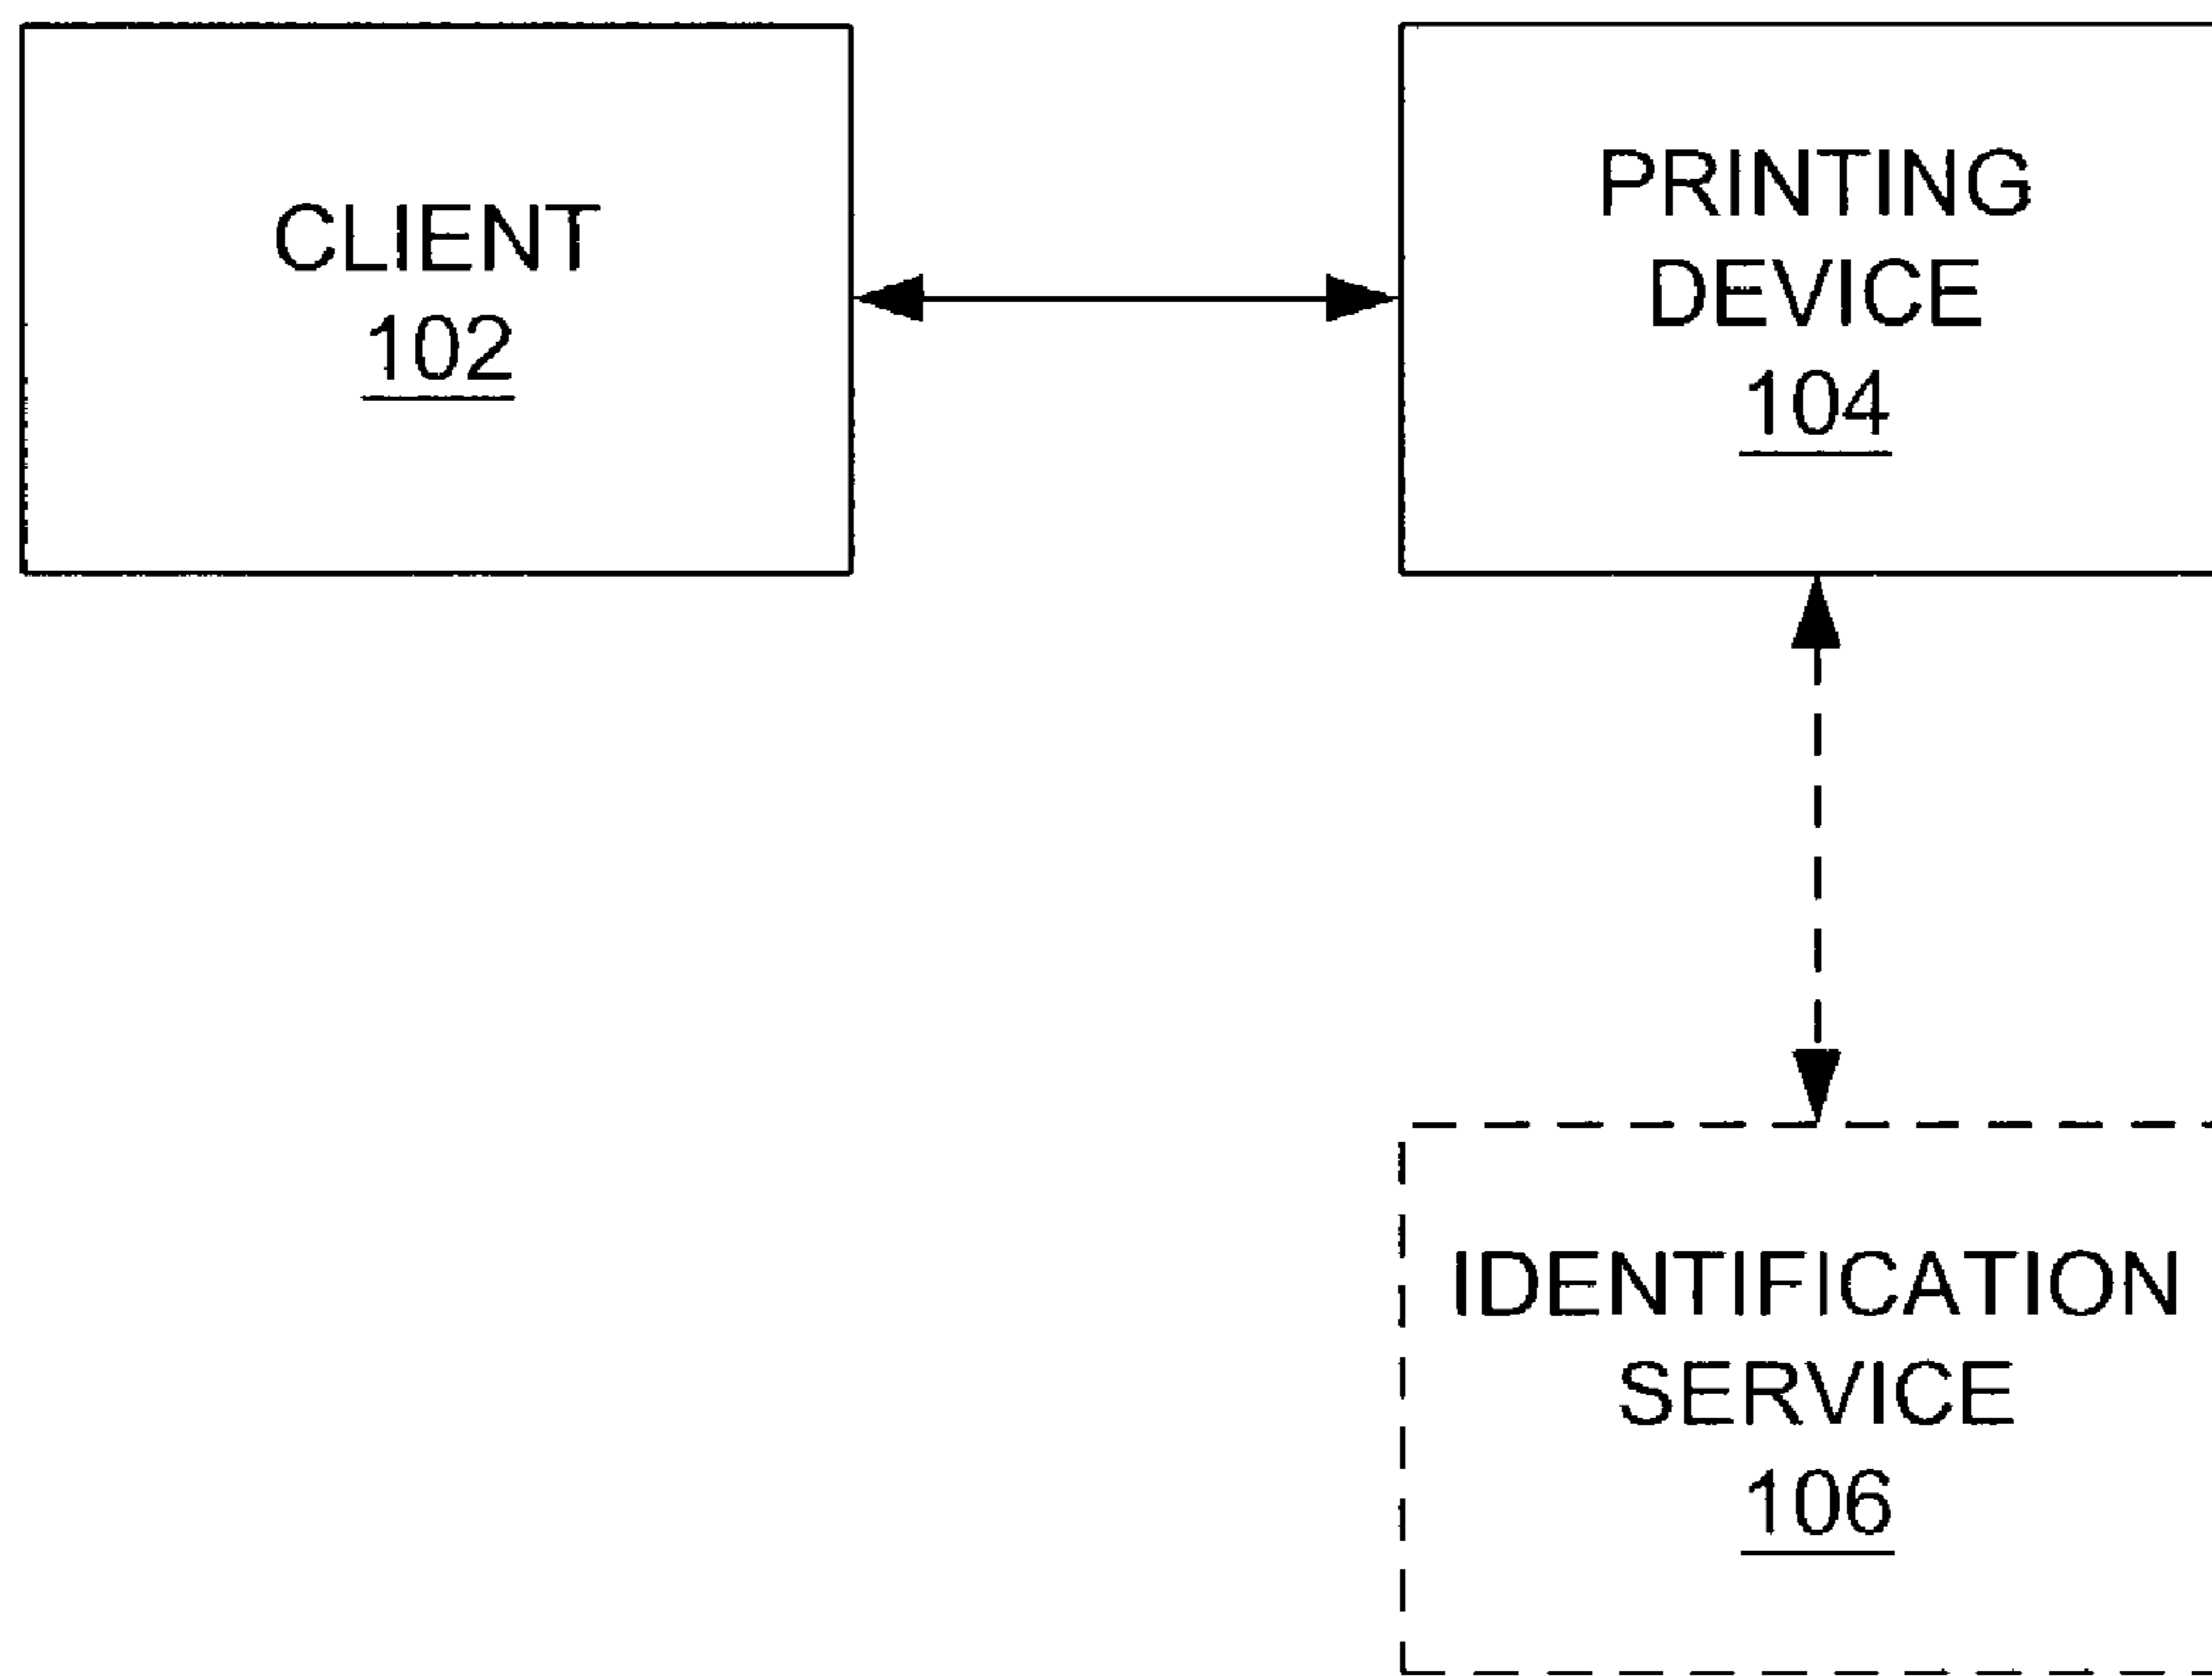 CLIENT
102
PRINTING
DEVICE
104
IDENTIFICATION
SERVICE
106